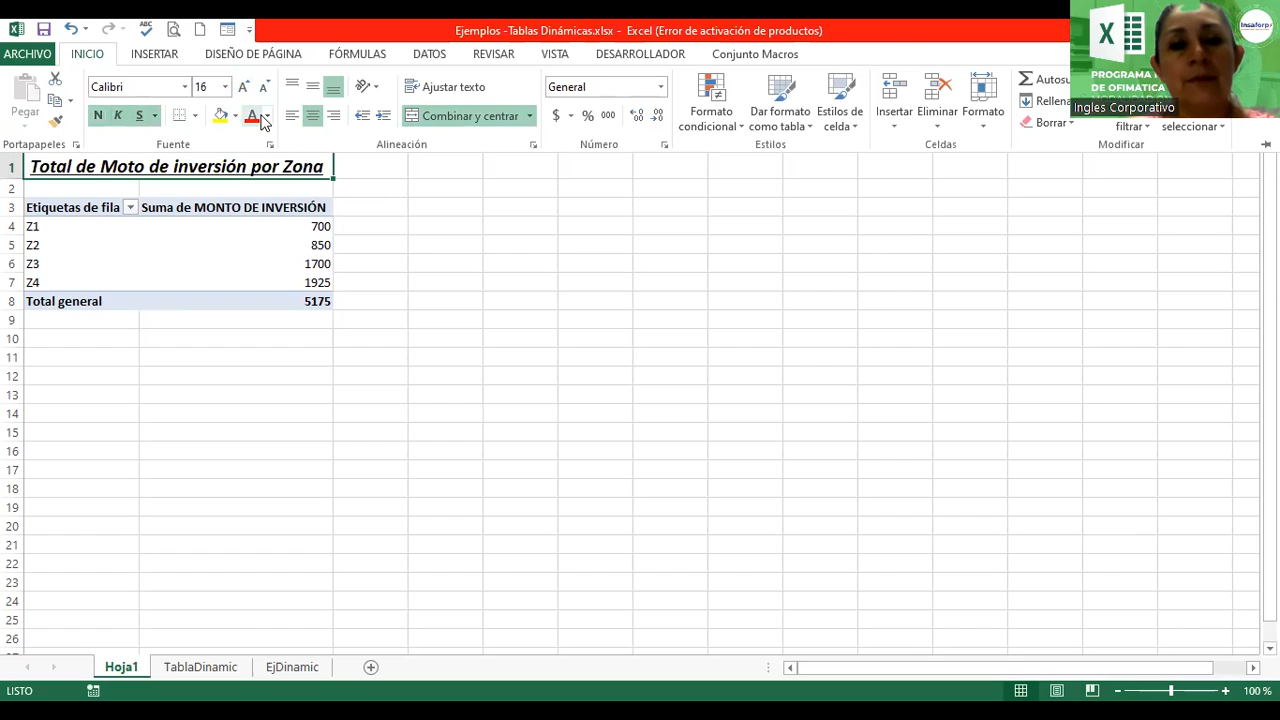 Ejemplos -Tablas Dinámicas.xlsx - Excel (Error de activación de productos)
ARCHIVO INICIO INSERTAR DISEÑO DE PÁGINA FÓRMULAS DATOS REVISAR VISTA DESARROLLADOR Conjunto Macros
Insaforp
PROGRAMA
DE OFIMÁTICA
Ingles Corporativo
Pegar
Calibri 16
N K S A
Ajustar texto
Combinar y centrar
General
$ % 000
Formato condicional
Dar formato como tabla
Estilos de celda
Insertar Eliminar Formato
Autosu
Rellena
Borrar
filtrar seleccionar
Portapapeles Fuente Alineación Número Estilos Celdas Modificar
1 Total de Moto de inversión por Zona
2
3 Etiquetas de fila Suma de MONTO DE INVERSIÓN
4 Z1 700
5 Z2 850
6 Z3 1700
7 Z4 1925
8 Total general 5175
9
10
11
12
13
14
15
16
17
18
19
20
21
22
23
24
25
26
Hoja1 TablaDinamic EjDinamic
LISTO
100 %